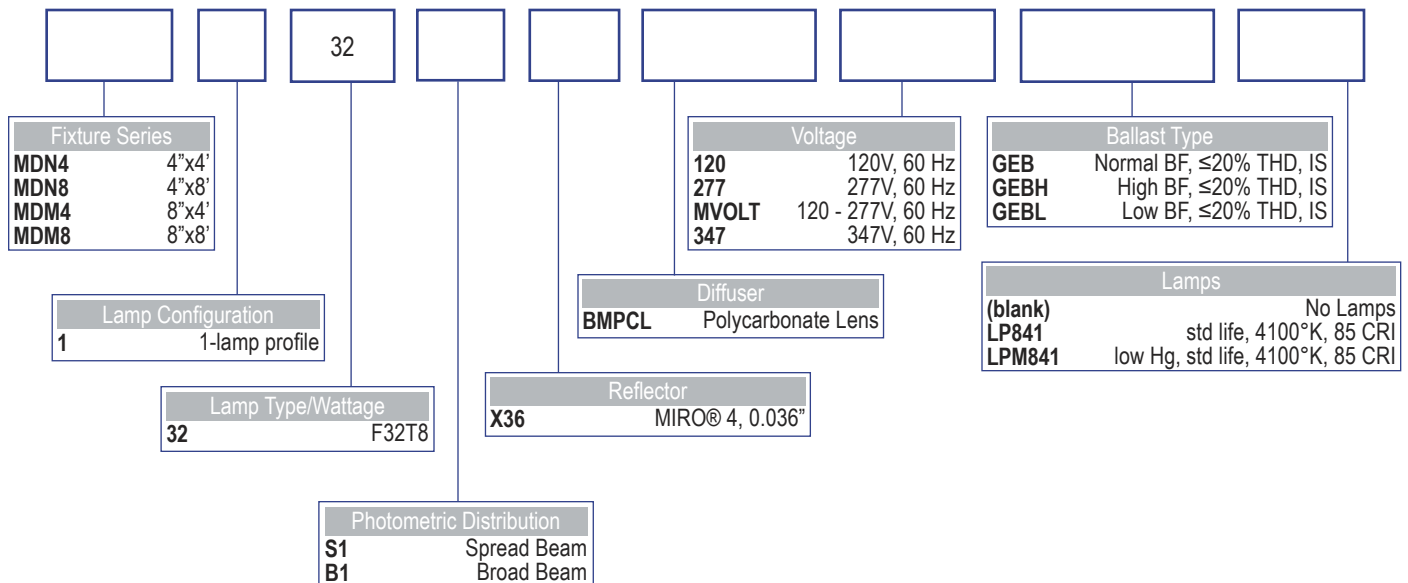 32
Fixture Series
MDN4 4”x4’
MDN8 4”x8’
MDM4 8”x4’
MDM8 8”x8’
Voltage
120 120V, 60 Hz
277 277V, 60 Hz
MVOLT 120 - 277V, 60 Hz
347 347V, 60 Hz
Ballast Type
GEB Normal BF, ≤20% THD, IS
GEBH High BF, ≤20% THD, IS
GEBL Low BF, ≤20% THD, IS
Lamp Configuration
1 1-lamp profile
Diffuser
BMPCL Polycarbonate Lens
Lamps
(blank) No Lamps
LP841 std life, 4100°K, 85 CRI
LPM841 low Hg, std life, 4100°K, 85 CRI
Lamp Type/Wattage
32 F32T8
Reflector
X36 MIRO® 4, 0.036”
Photometric Distribution
S1 Spread Beam
B1 Broad Beam